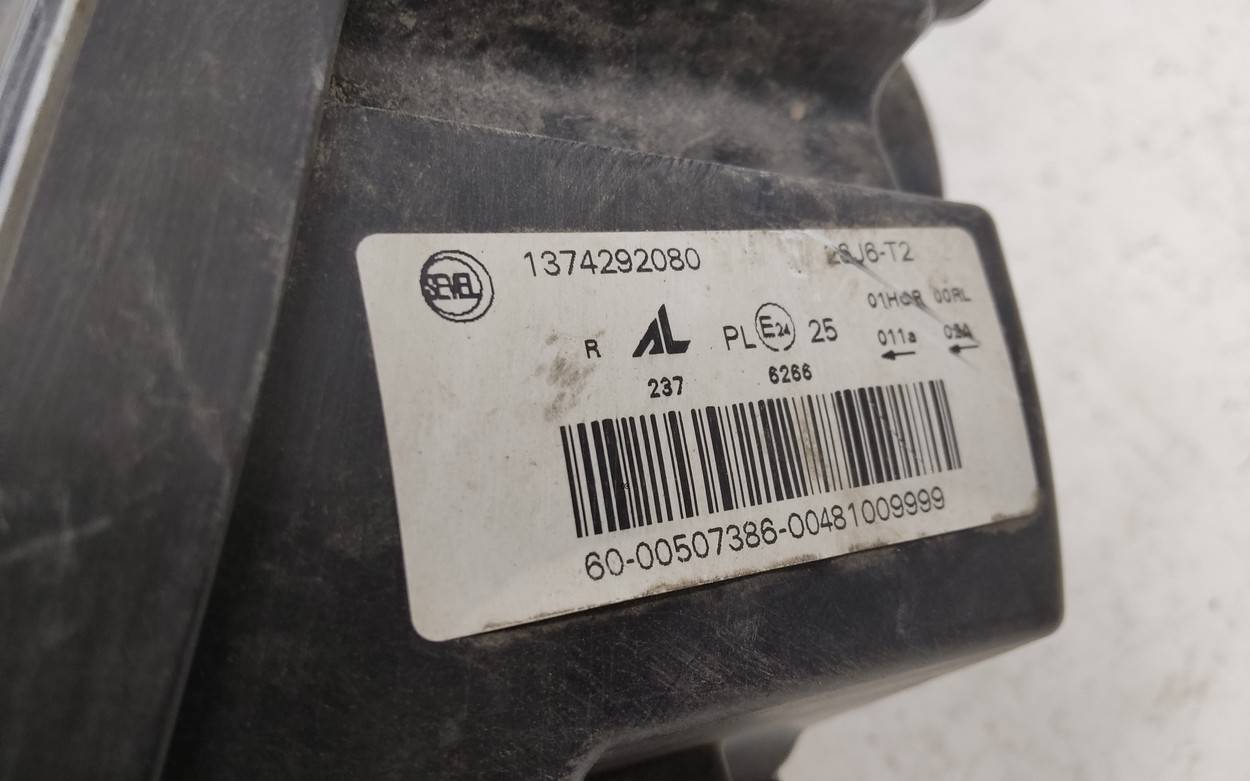 SEVEL 1374292080
01HCR 00RL
R AL PL E24 25 011a
237 6266
60-00507386-00481009999